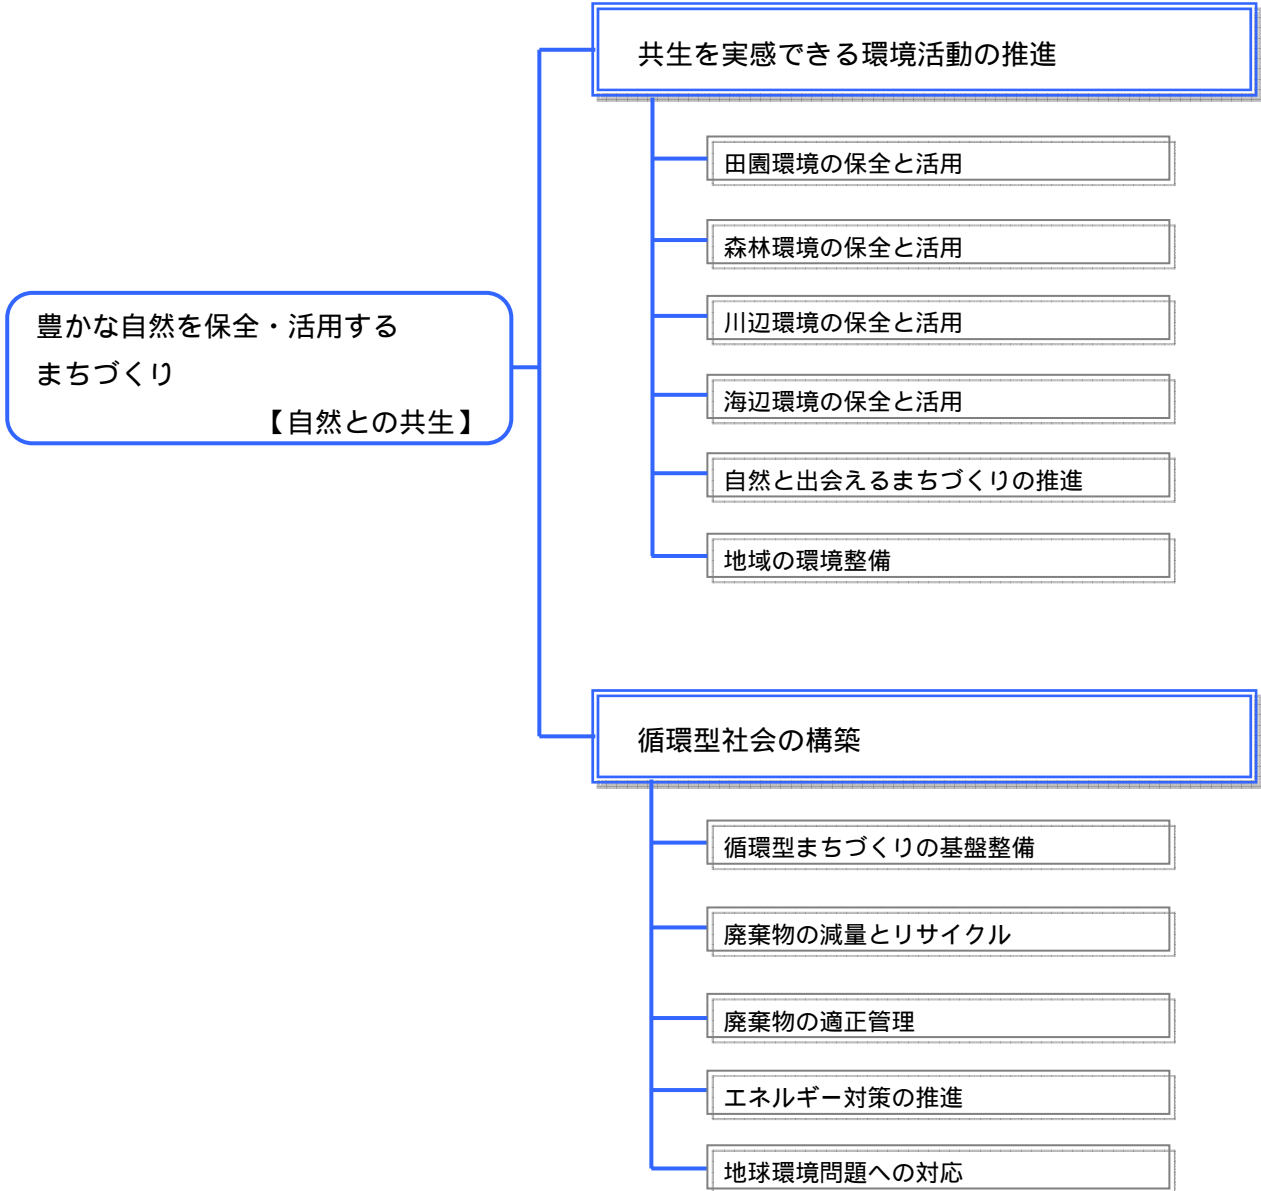 豊かな自然を保全・活用する
まちづくり
【自然との共生】
共生を実感できる環境活動の推進
田園環境の保全と活用
森林環境の保全と活用
川辺環境の保全と活用
海辺環境の保全と活用
自然と出会えるまちづくりの推進
地域の環境整備
循環型社会の構築
循環型まちづくりの基盤整備
廃棄物の減量とリサイクル
廃棄物の適正管理
エネルギー対策の推進
地球環境問題への対応